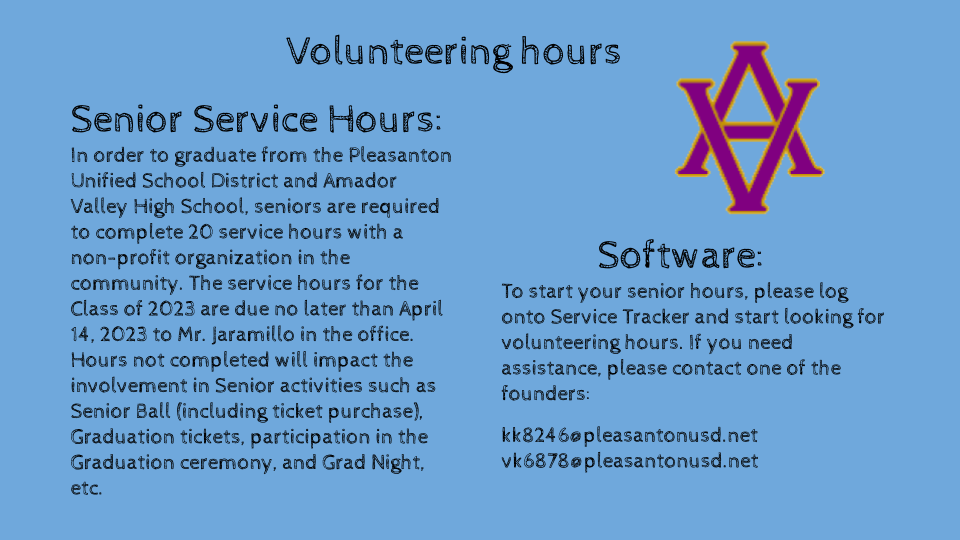 Volunteering hours
Senior Service Hours:
In order to graduate from the Pleasanton
Unified School District and Amador
Valley High School, seniors are required
to complete 20 service hours with a
non-profit organization in the
community. The service hours for the
Class of 2023 are due no later than April
14, 2023 to Mr. Jaramillo in the office.
Hours not completed will impact the
involvement in Senior activities such as
Senior Ball (including ticket purchase),
Graduation tickets, participation in the
Graduation ceremony, and Grad Night,
etc.
AV
Software:
To start your senior hours, please log
onto Service Tracker and start looking for
volunteering hours. If you need
assistance, please contact one of the
founders:
kk8246@pleasantonusd.net
vk6878@pleasantonusd.net